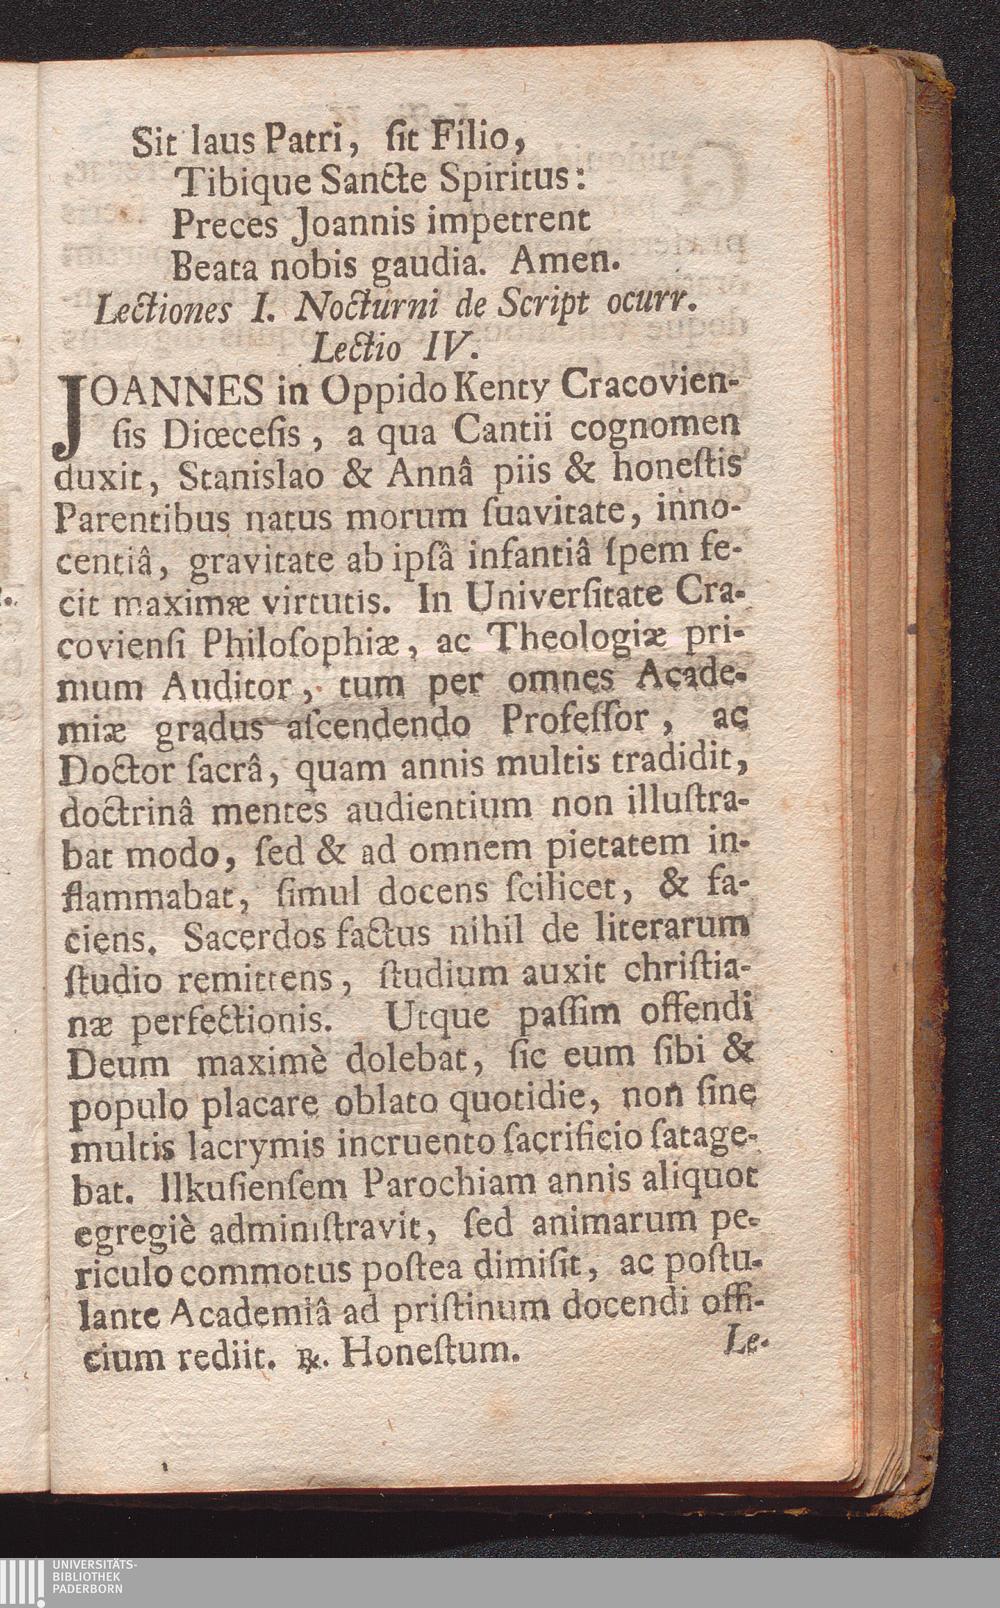 Sit laus Patri, ſit Filio,
Tibique Sancte Spiritus:
Preces Joannis impetrent
Beata nobis gaudia. Amen.
Lectiones I. Nocturni de Script ocurr.
Lectio IV.
JOANNES in Oppido Kenty Cracovien-
ſis Diœceſis, a qua Cantii cognomen
duxit, Stanislao & Annâ piis & honeſtis
Parentibus natus morum ſuavitate, inno-
centiâ, gravitate ab ipſâ infantiâ ſpem fe-
cit maximæ virtutis. In Univerſitate Cra-
covienſi Philoſophiæ, ac Theologiæ pri-
mum Auditor, tum per omnes Acade-
miæ gradus aſcendendo Profeſſor, ac
Doctor ſacrâ, quam annis multis tradidit,
doctrinâ mentes audientium non illuſtra-
bat modo, ſed & ad omnem pietatem in-
flammabat, ſimul docens ſcilicet, & fa-
ciens. Sacerdos factus nihil de literarum
ſtudio remittens, ſtudium auxit chriſtia-
næ perfectionis. Utque paſſim offendi
Deum maximè dolebat, ſic eum ſibi &
populo placare oblato quotidie, non ſine
multis lacrymis incruento ſacrificio ſatage-
bat. Ilkuſienſem Parochiam annis aliquot
egregiè adminiſtravit, ſed animarum pe-
riculo commotus poſtea dimiſit, ac poſtu-
lante Academiâ ad priſtinum docendi offi-
cium rediit. ℞. Honeſtum.
Le-
UNIVERSITÄTS-
BIBLIOTHEK
PADERBORN